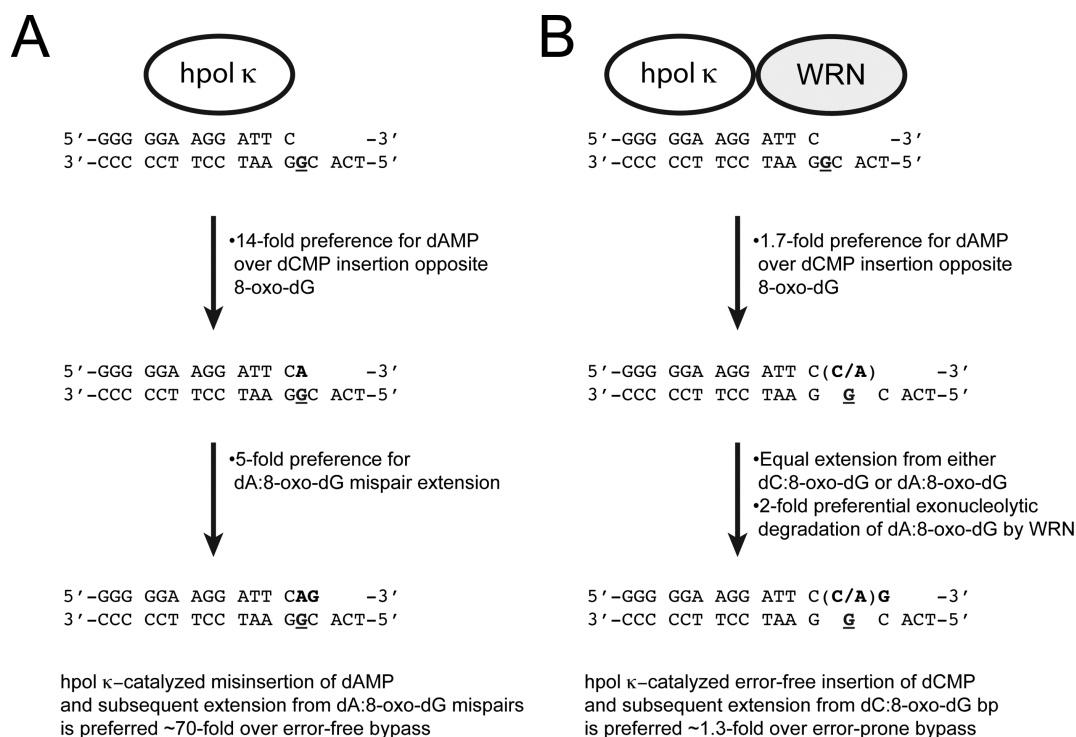 A
hpol κ
5′-GGG GGA AGG ATT C -3′
3′-CCC CCT TCC TAA GGC ACT-5′
•14-fold preference for dAMP
over dCMP insertion opposite
8-oxo-dG
5′-GGG GGA AGG ATT CA -3′
3′-CCC CCT TCC TAA GGC ACT-5′
•5-fold preference for
dA:8-oxo-dG mispair extension
5′-GGG GGA AGG ATT CAG -3′
3′-CCC CCT TCC TAA GGC ACT-5′
hpol κ–catalyzed misinsertion of dAMP
and subsequent extension from dA:8-oxo-dG mispairs
is preferred ~70-fold over error-free bypass
B
hpol κ WRN
5′-GGG GGA AGG ATT C -3′
3′-CCC CCT TCC TAA GGC ACT-5′
•1.7-fold preference for dAMP
over dCMP insertion opposite
8-oxo-dG
5′-GGG GGA AGG ATT C(C/A) -3′
3′-CCC CCT TCC TAA G G C ACT-5′
•Equal extension from either
dC:8-oxo-dG or dA:8-oxo-dG
•2-fold preferential exonucleolytic
degradation of dA:8-oxo-dG by WRN
5′-GGG GGA AGG ATT C(C/A)G -3′
3′-CCC CCT TCC TAA G G C ACT-5′
hpol κ–catalyzed error-free insertion of dCMP
and subsequent extension from dC:8-oxo-dG bp
is preferred ~1.3-fold over error-prone bypass